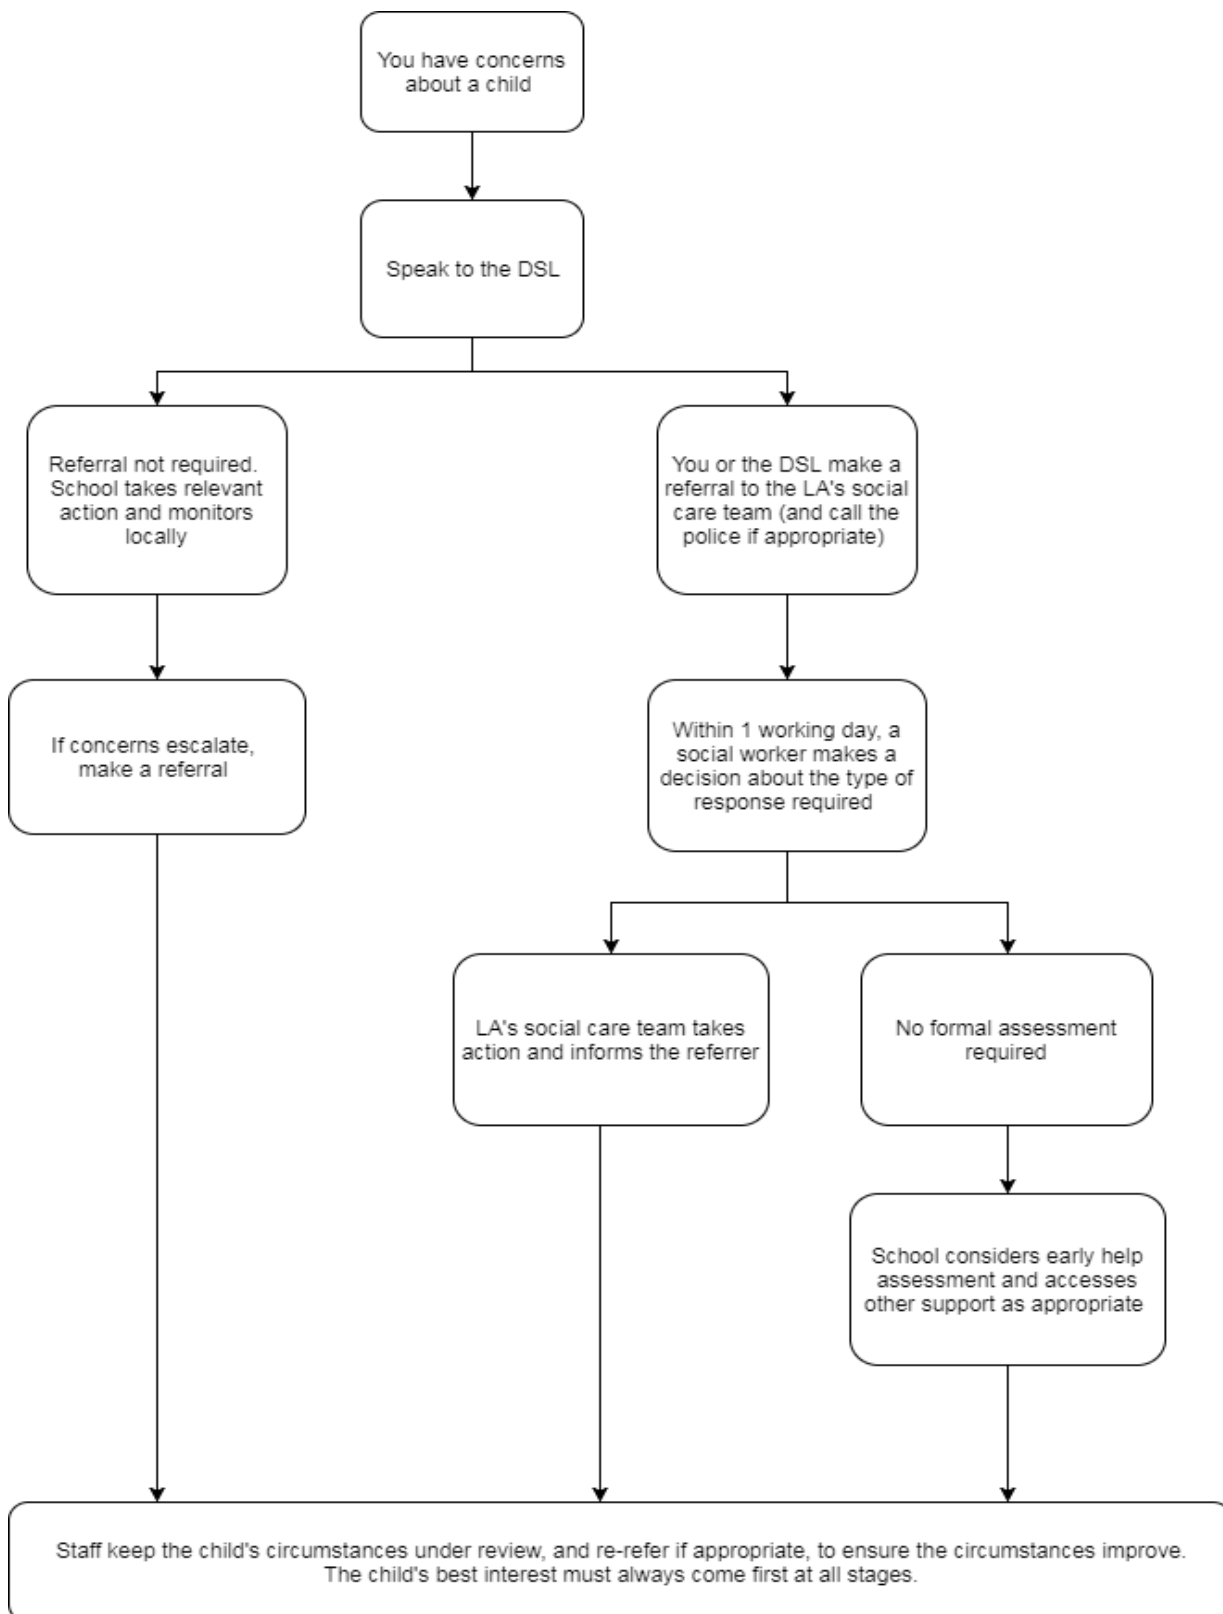 You have concerns
about a child
Speak to the DSL
Referral not required.
School takes relevant
action and monitors
locally
You or the DSL make a
referral to the LA's social
care team (and call the
police if appropriate)
If concerns escalate,
make a referral
Within 1 working day, a
social worker makes a
decision about the type of
response required
LA's social care team takes
action and informs the referrer
No formal assessment
required
School considers early help
assessment and accesses
other support as appropriate
Staff keep the child's circumstances under review, and re-refer if appropriate, to ensure the circumstances improve.
The child's best interest must always come first at all stages.